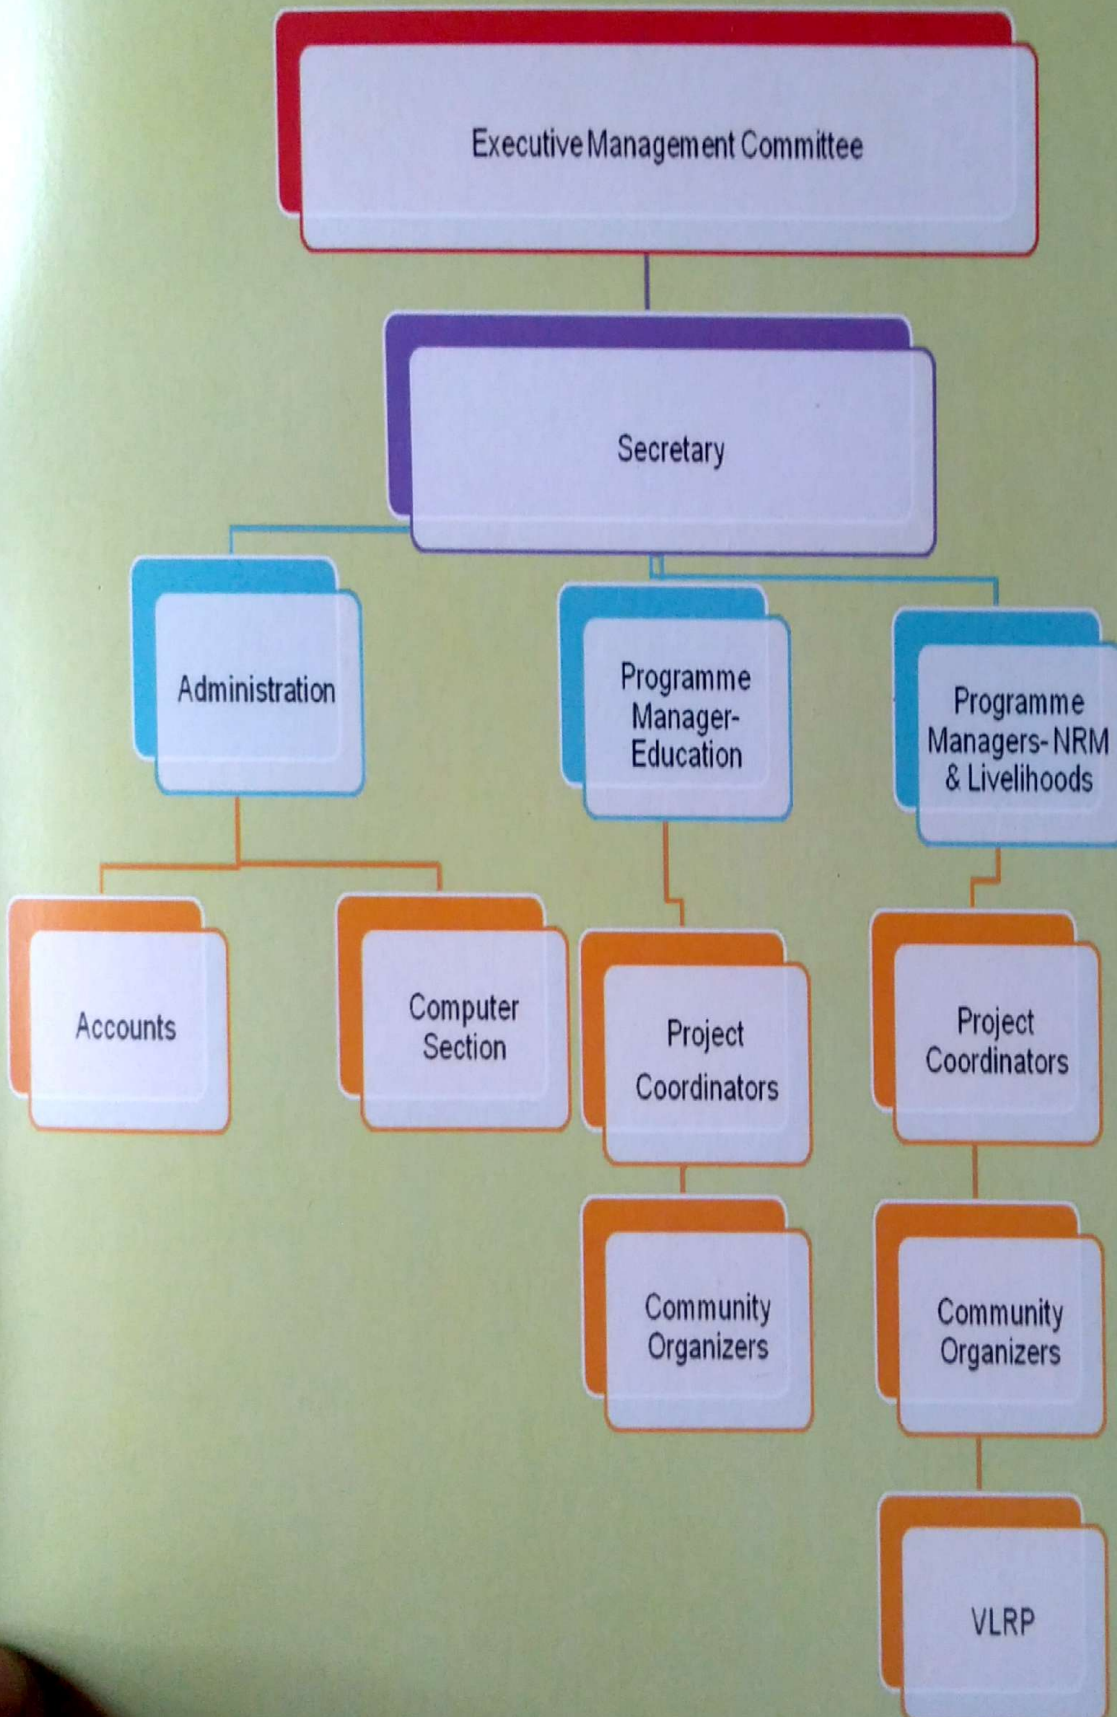 Executive Management Committee
Secretary
Administration
Programme
Manager-
Education
Programme
Managers- NRM
& Livelihoods
Accounts
Computer
Section
Project
Coordinators
Project
Coordinators
Community
Organizers
Community
Organizers
VLRP